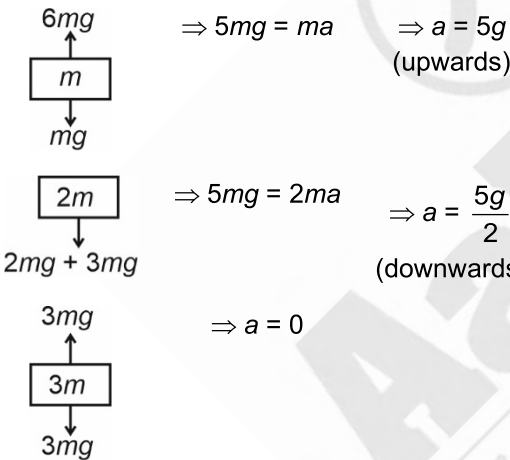 6mg ⇒ 5mg = ma ⇒ a = 5g
m (upwards)
mg
2m ⇒ 5mg = 2ma ⇒ a = 5g/2
2mg + 3mg (downwards
3mg ⇒ a = 0
3m
3mg